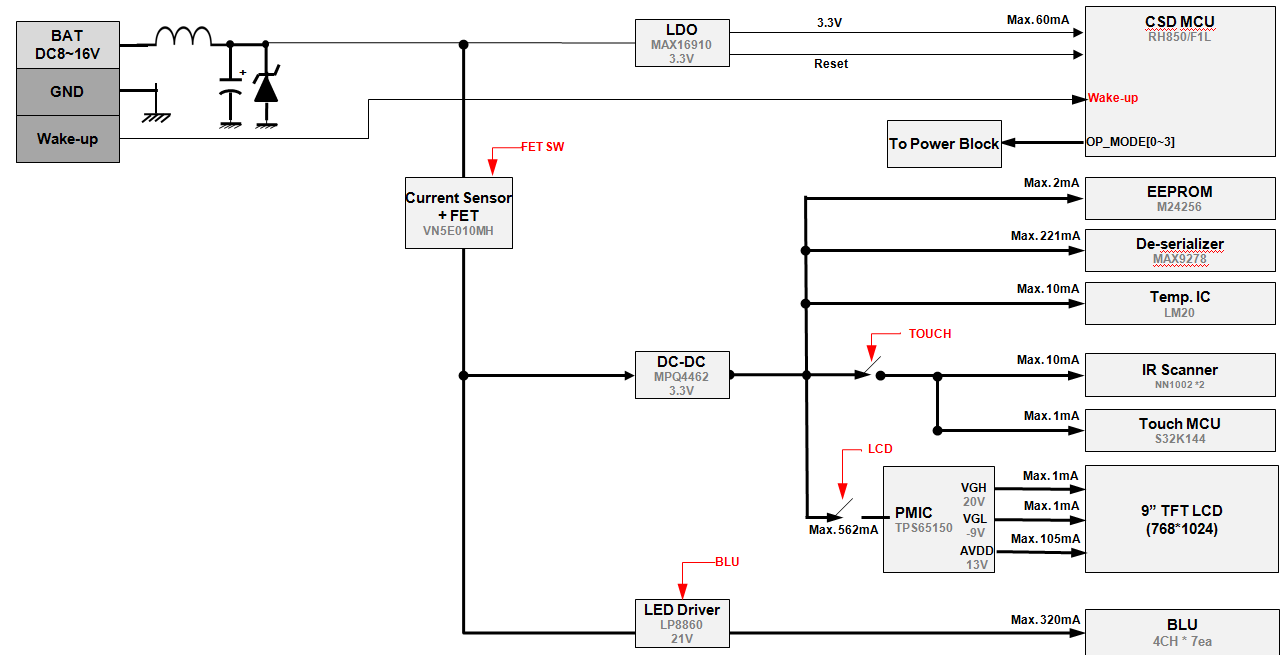 BAT
DC8~16V
GND
Wake-up
LDO
MAX16910
3.3V
3.3V
Reset
Max. 60mA
CSD MCU
RH850/F1L
Wake-up
OP_MODE[0~3]
To Power Block
FET SW
Current Sensor
+ FET
VN5E010MH
Max. 2mA
EEPROM
M24256
Max. 221mA
De-serializer
MAX9278
Max. 10mA
Temp. IC
LM20
TOUCH
DC-DC
MPQ4462
3.3V
Max. 10mA
IR Scanner
NN1002 *2
Max. 1mA
Touch MCU
S32K144
LCD
Max. 562mA
PMIC
TPS65150
VGH
20V
VGL
-9V
AVDD
13V
Max. 1mA
Max. 1mA
Max. 105mA
9” TFT LCD
(768*1024)
BLU
LED Driver
LP8860
21V
Max. 320mA
BLU
4CH * 7ea